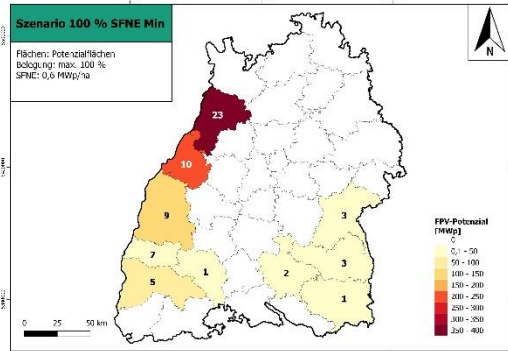 Szenario 100 % SFNE Min
Flächen: Potenzialflächen
Belegung: max. 100 %
SFNE: 0,6 MWp/ha
N
23
10
9
7
5
1
2
3
3
1
FPV-Potenzial
[MWp]
0
0,1 - 50
50 - 100
100 - 150
150 - 200
200 - 250
300 - 350
350 - 400
0 25 50 km